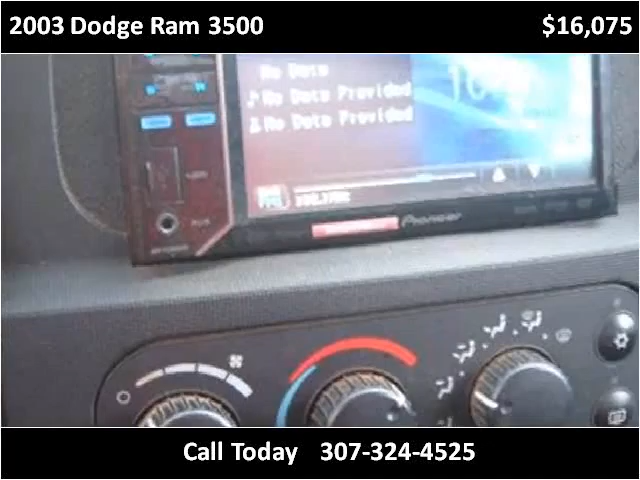 2003 Dodge Ram 3500 $16,075
No Data
No Data Provided
No Data Provided
AUX
Pioneer
Call Today 307-324-4525